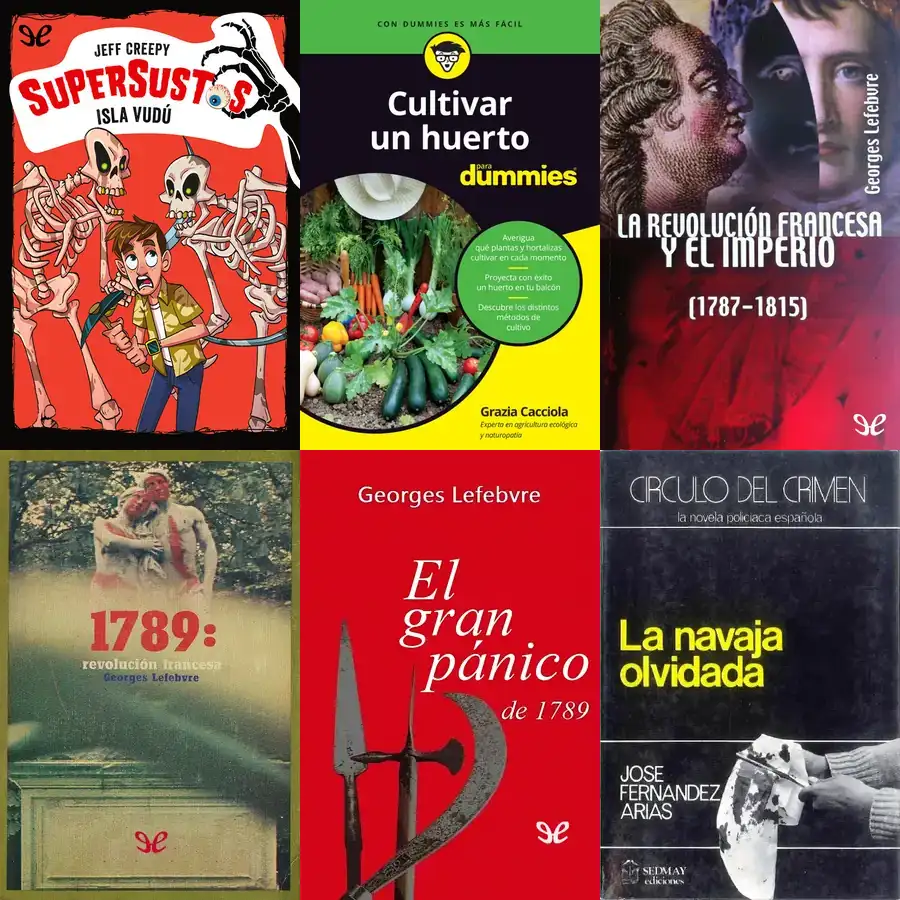 JEFF CREEPY
SUPERSUSTOS
ISLA VUDÚ
CON DUMMIES ES MÁS FÁCIL
Cultivar
un huerto
para
dummies
Averigua
qué plantas y hortalizas
cultivar en cada momento
Proyecta con éxito
un huerto en tu balcón
Descubre los distintos
métodos de
cultivo
Grazia Cacciola
Experta en agricultura ecológica
y naturopatía
Georges Lefebvre
LA REVOLUCIÓN FRANCESA
Y EL IMPERIO
(1787-1815)
1789:
revolución francesa
Georges Lefebvre
Georges Lefebvre
El
gran
pánico
de 1789
CIRCULO DEL CRIMEN
la novela policiaca española
La navaja
olvidada
JOSE
FERNANDEZ
ARIAS
SEDMAY
ediciones